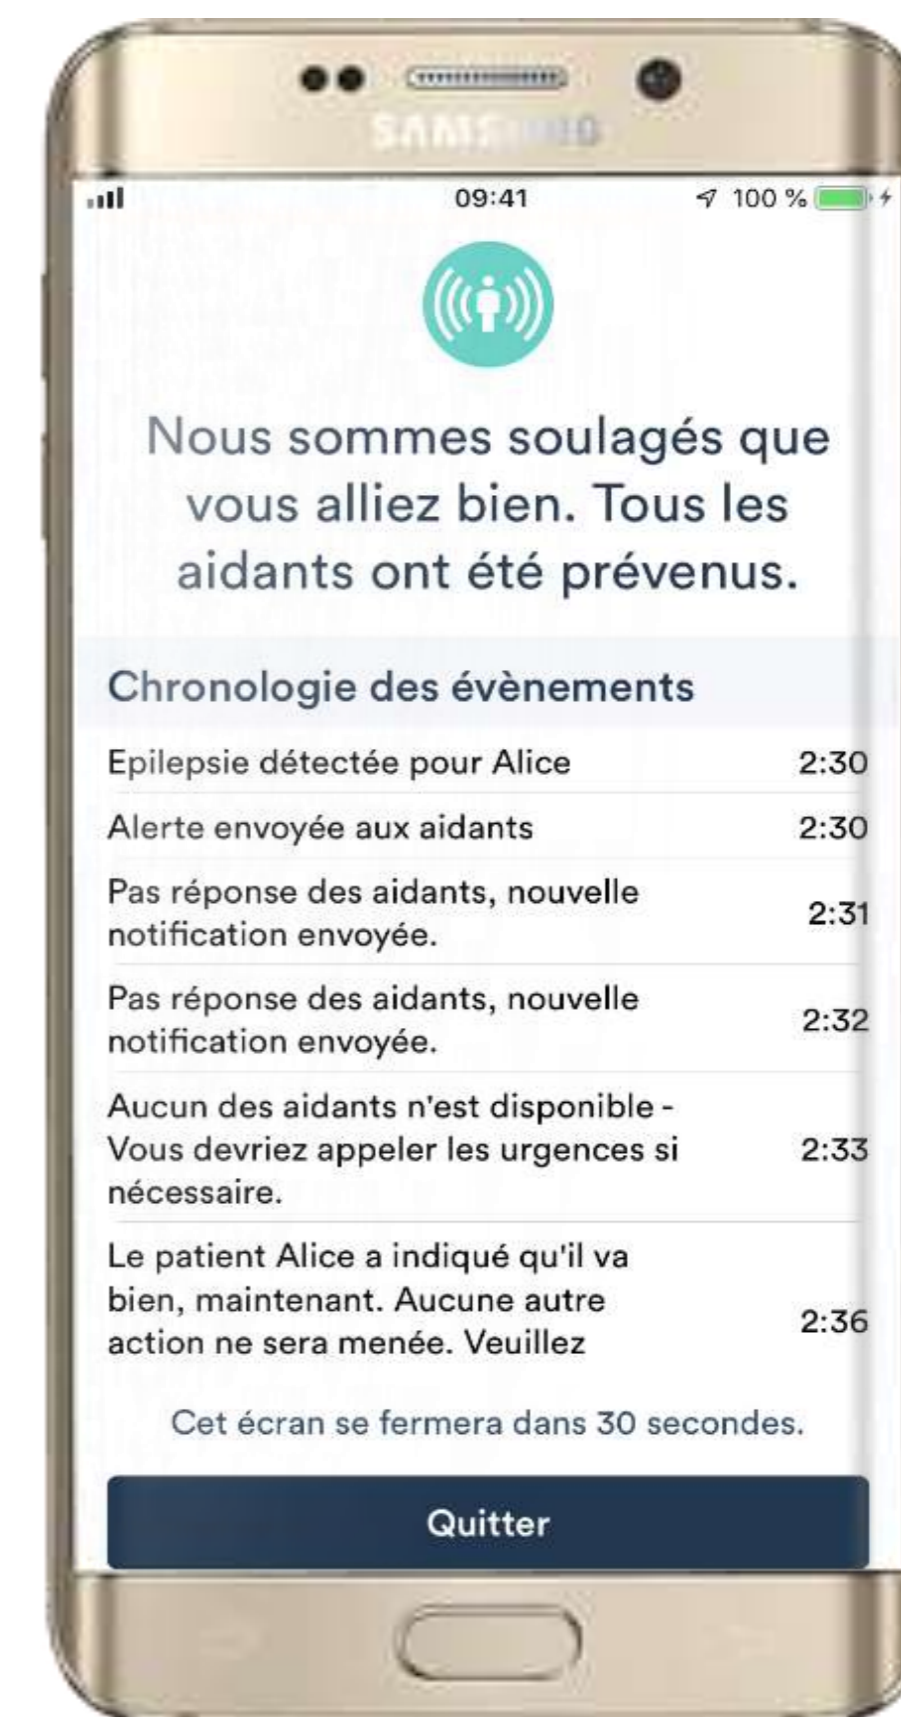 SAMSUNG
09:41
100 %
Nous sommes soulagés que
vous alliez bien. Tous les
aidants ont été prévenus.
Chronologie des évènements
Epilepsie détectée pour Alice 2:30
Alerte envoyée aux aidants 2:30
Pas réponse des aidants, nouvelle
notification envoyée. 2:31
Pas réponse des aidants, nouvelle
notification envoyée. 2:32
Aucun des aidants n'est disponible -
Vous devriez appeler les urgences si 2:33
nécessaire.
Le patient Alice a indiqué qu'il va
bien, maintenant. Aucune autre
action ne sera menée. Veuillez 2:36
Cet écran se fermera dans 30 secondes.
Quitter